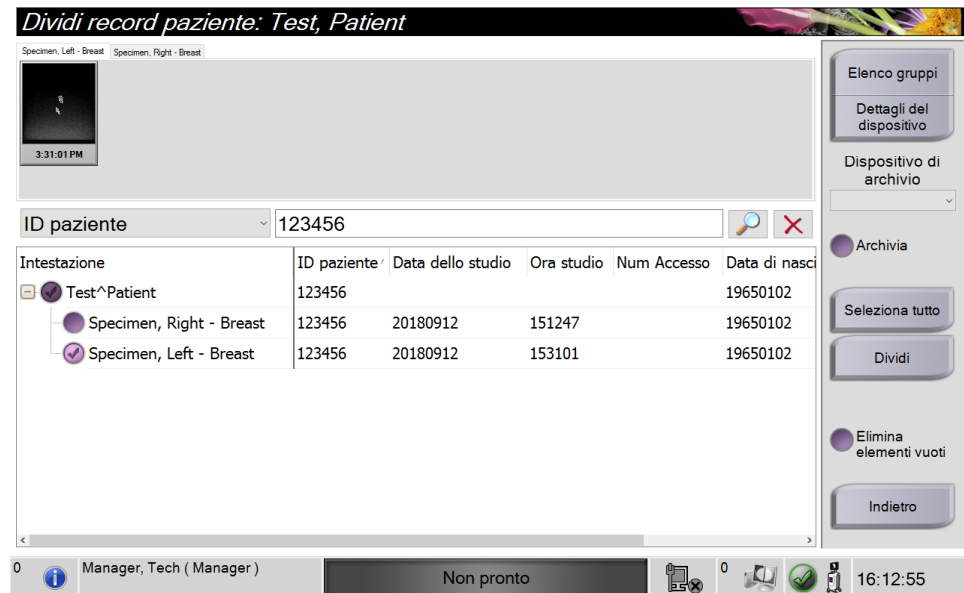 Dividi record paziente: Test, Patient
Specimen, Left - Breast Specimen, Right - Breast
3:31:01 PM
Elenco gruppi
Dettagli del
dispositivo
Dispositivo di
archivio
Archivia
ID paziente 123456
Intestazione ID paziente Data dello studio Ora studio Num Accesso Data di nasci
Test^Patient 123456 19650102
Specimen, Right - Breast 123456 20180912 151247 19650102
Specimen, Left - Breast 123456 20180912 153101 19650102
Seleziona tutto
Dividi
Elimina
elementi vuoti
Indietro
0 Manager, Tech ( Manager ) Non pronto 0 16:12:55